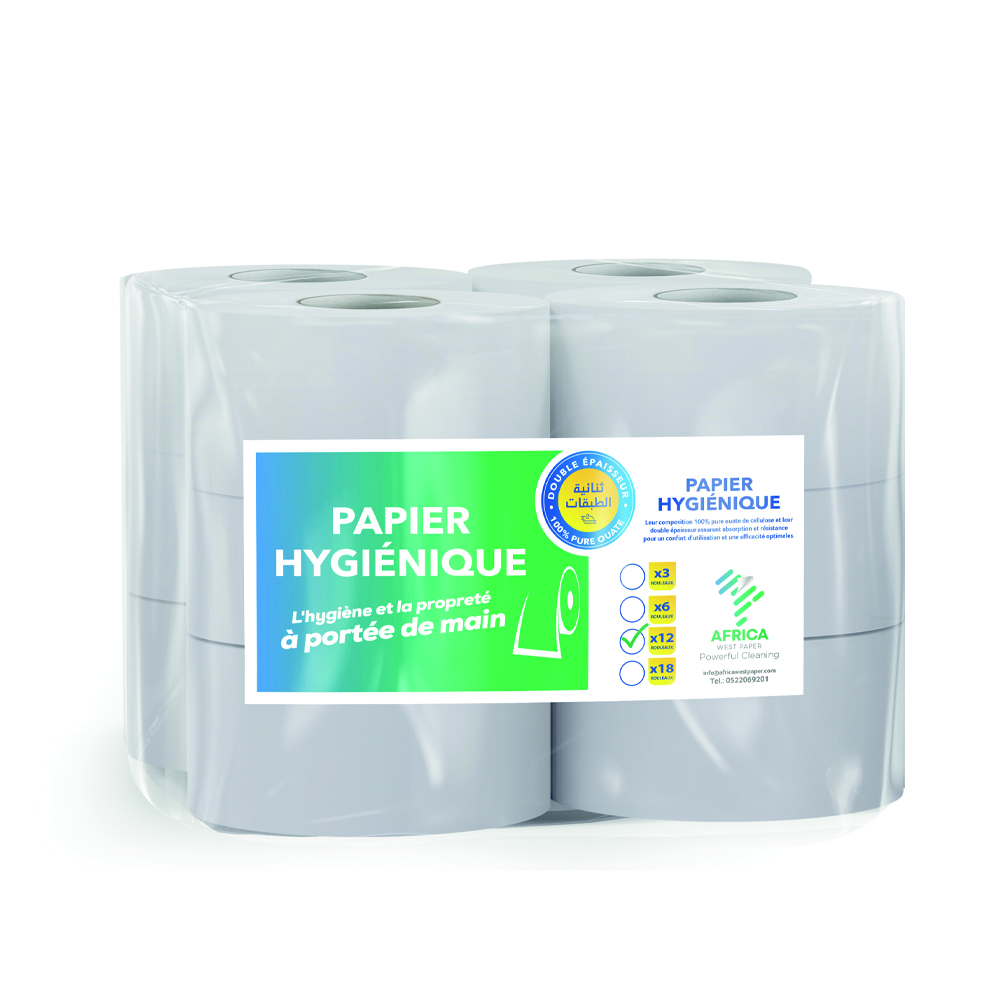 PAPIER
HYGIÉNIQUE
L'hygiène et la propreté
à portée de main
DOUBLE ÉPAISSEUR
ثنائية
الطبقات
100% PURE OUATE
PAPIER
HYGIÉNIQUE
Leur composition 100% pure ouate de cellulose et leur
double épaisseur assurant absorption et résistance
pour un confort d'utilisation et une efficacité optimales
x3
ROULEAUX
x6
ROULEAUX
x12
ROULEAUX
x18
ROULEAUX
AFRICA
WEST PAPER
Powerful Cleaning
info@africawestpaper.com
Tel.: 0522069201